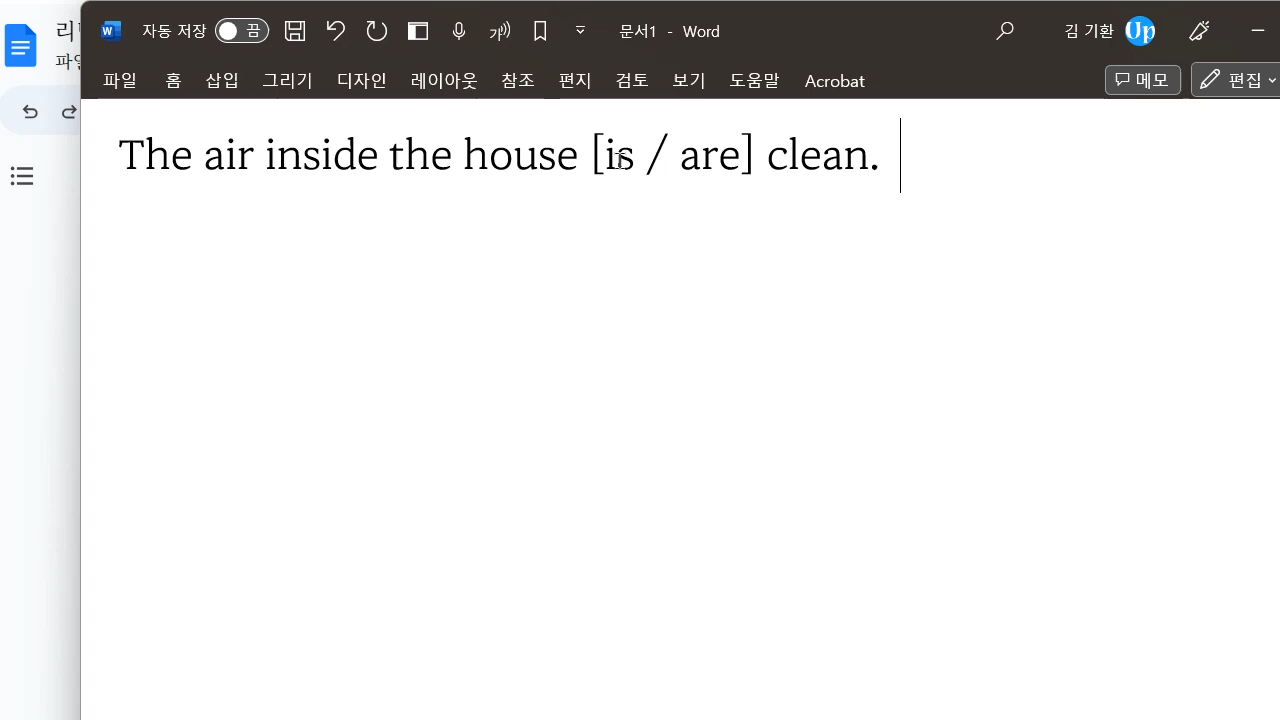 자동 저장 끔 가 문서1 - Word 김 기환 Up
파일 홈 삽입 그리기 디자인 레이아웃 참조 편지 검토 보기 도움말 Acrobat 메모 편집
The air inside the house [is / are] clean.